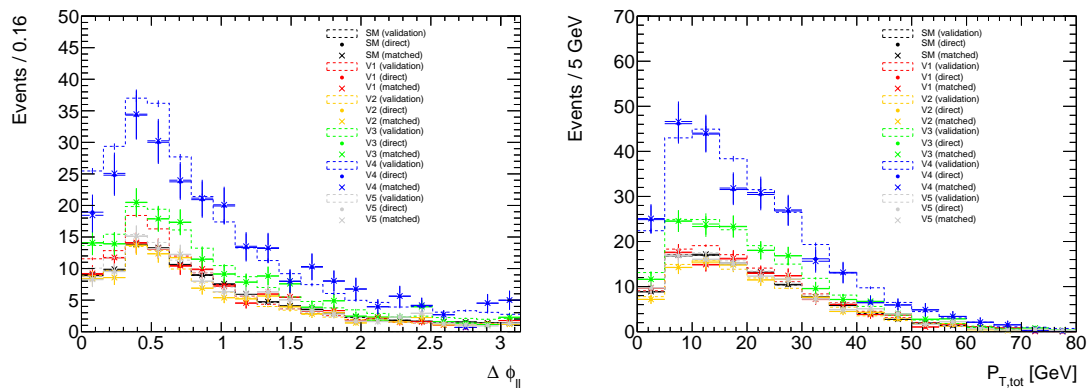 Events / 0.16
50
45
40
35
30
25
20
15
10
5
0
0 0.5 1 1.5 2 2.5 3
Δ ϕ_ll
SM (validation)
SM (direct)
SM (matched)
V1 (validation)
V1 (direct)
V1 (matched)
V2 (validation)
V2 (direct)
V2 (matched)
V3 (validation)
V3 (direct)
V3 (matched)
V4 (validation)
V4 (direct)
V4 (matched)
V5 (validation)
V5 (direct)
V5 (matched)
Events / 5 GeV
70
60
50
40
30
20
10
0
0 10 20 30 40 50 60 70 80
P_T,tot [GeV]
SM (validation)
SM (direct)
SM (matched)
V1 (validation)
V1 (direct)
V1 (matched)
V2 (validation)
V2 (direct)
V2 (matched)
V3 (validation)
V3 (direct)
V3 (matched)
V4 (validation)
V4 (direct)
V4 (matched)
V5 (validation)
V5 (direct)
V5 (matched)